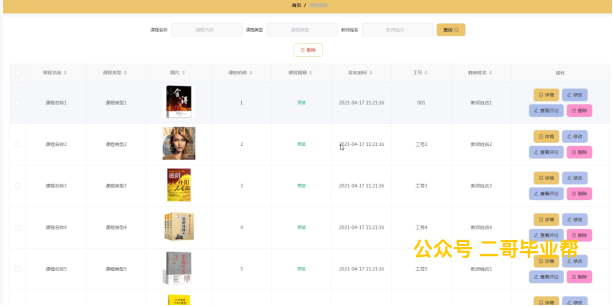 首页 / 课程信息
课程名称 课程名称 课程类型 课程类型 教师姓名 教师姓名 查询
删除
课程名称 课程类型 图片 课时价格 课程视频 发布时间 工号 教师姓名 操作
课程名称1 课程类型1 1 预览 2021-04-17 11:21:36 001 教师姓名1 详情 修改
查看评论 删除
课程名称2 课程类型2 VOGUE 2 预览 2021-04-17 11:21:36 工号2 教师姓名2 详情 修改
查看评论 删除
课程名称3 课程类型3 3 预览 2021-04-17 11:21:36 工号3 教师姓名3 详情 修改
查看评论 删除
课程名称4 课程类型4 4 预览 2021-04-17 11:21:36 工号4 教师姓名4 详情 修改
查看评论 删除
公众号 二哥毕业帮
课程名称5 课程类型5 5 预览 2021-04-17 11:21:36 工号5 教师姓名5 详情 修改
查看评论 删除
详情 修改